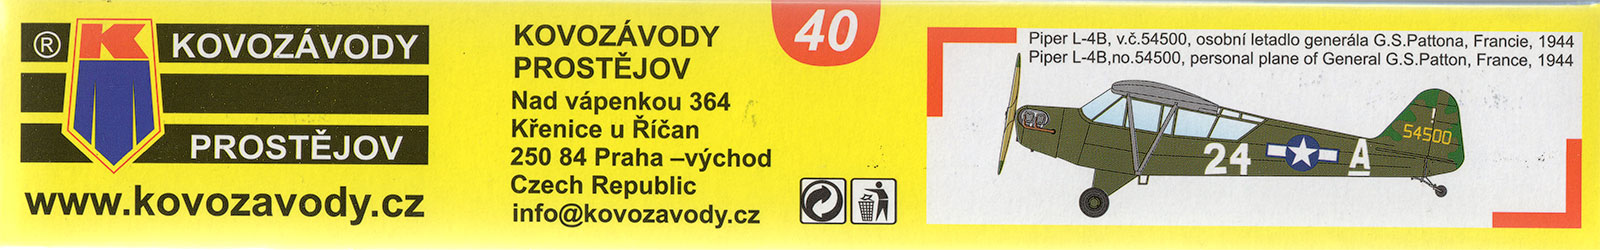 ®
K
KOVOZÁVODY
PROSTĚJOV
www.kovozavody.cz
KOVOZÁVODY
PROSTĚJOV
Nad vápenkou 364
Křenice u Říčan
250 84 Praha –východ
Czech Republic
info@kovozavody.cz
40
Piper L-4B, v.č.54500, osobní letadlo generála G.S.Pattona, Francie, 1944
Piper L-4B,no.54500, personal plane of General G.S.Patton, France, 1944
54500
24 A